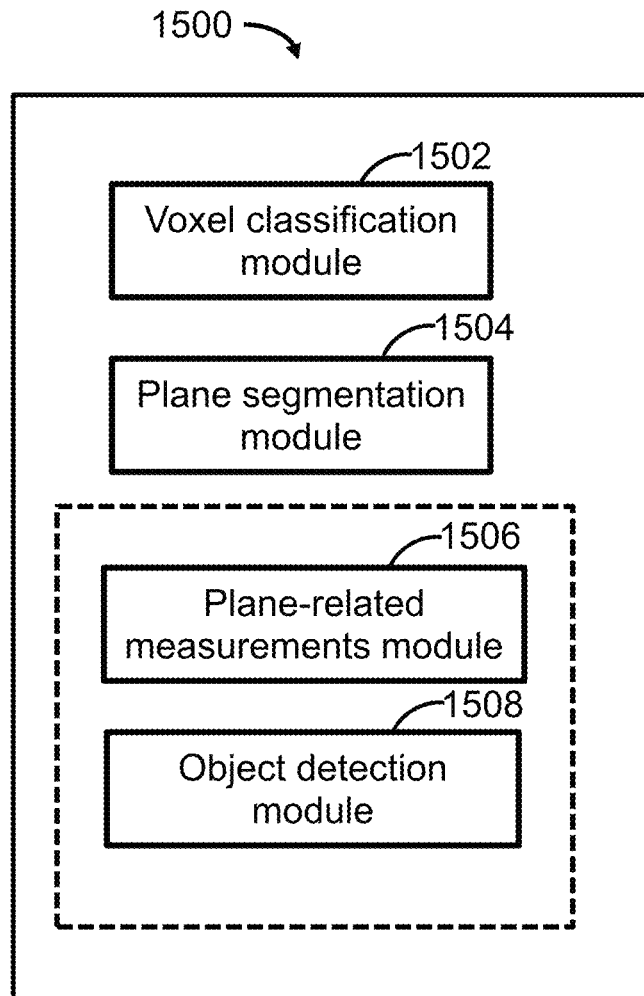 1500
1502
Voxel classification
module
1504
Plane segmentation
module
1506
Plane-related
measurements module
1508
Object detection
module